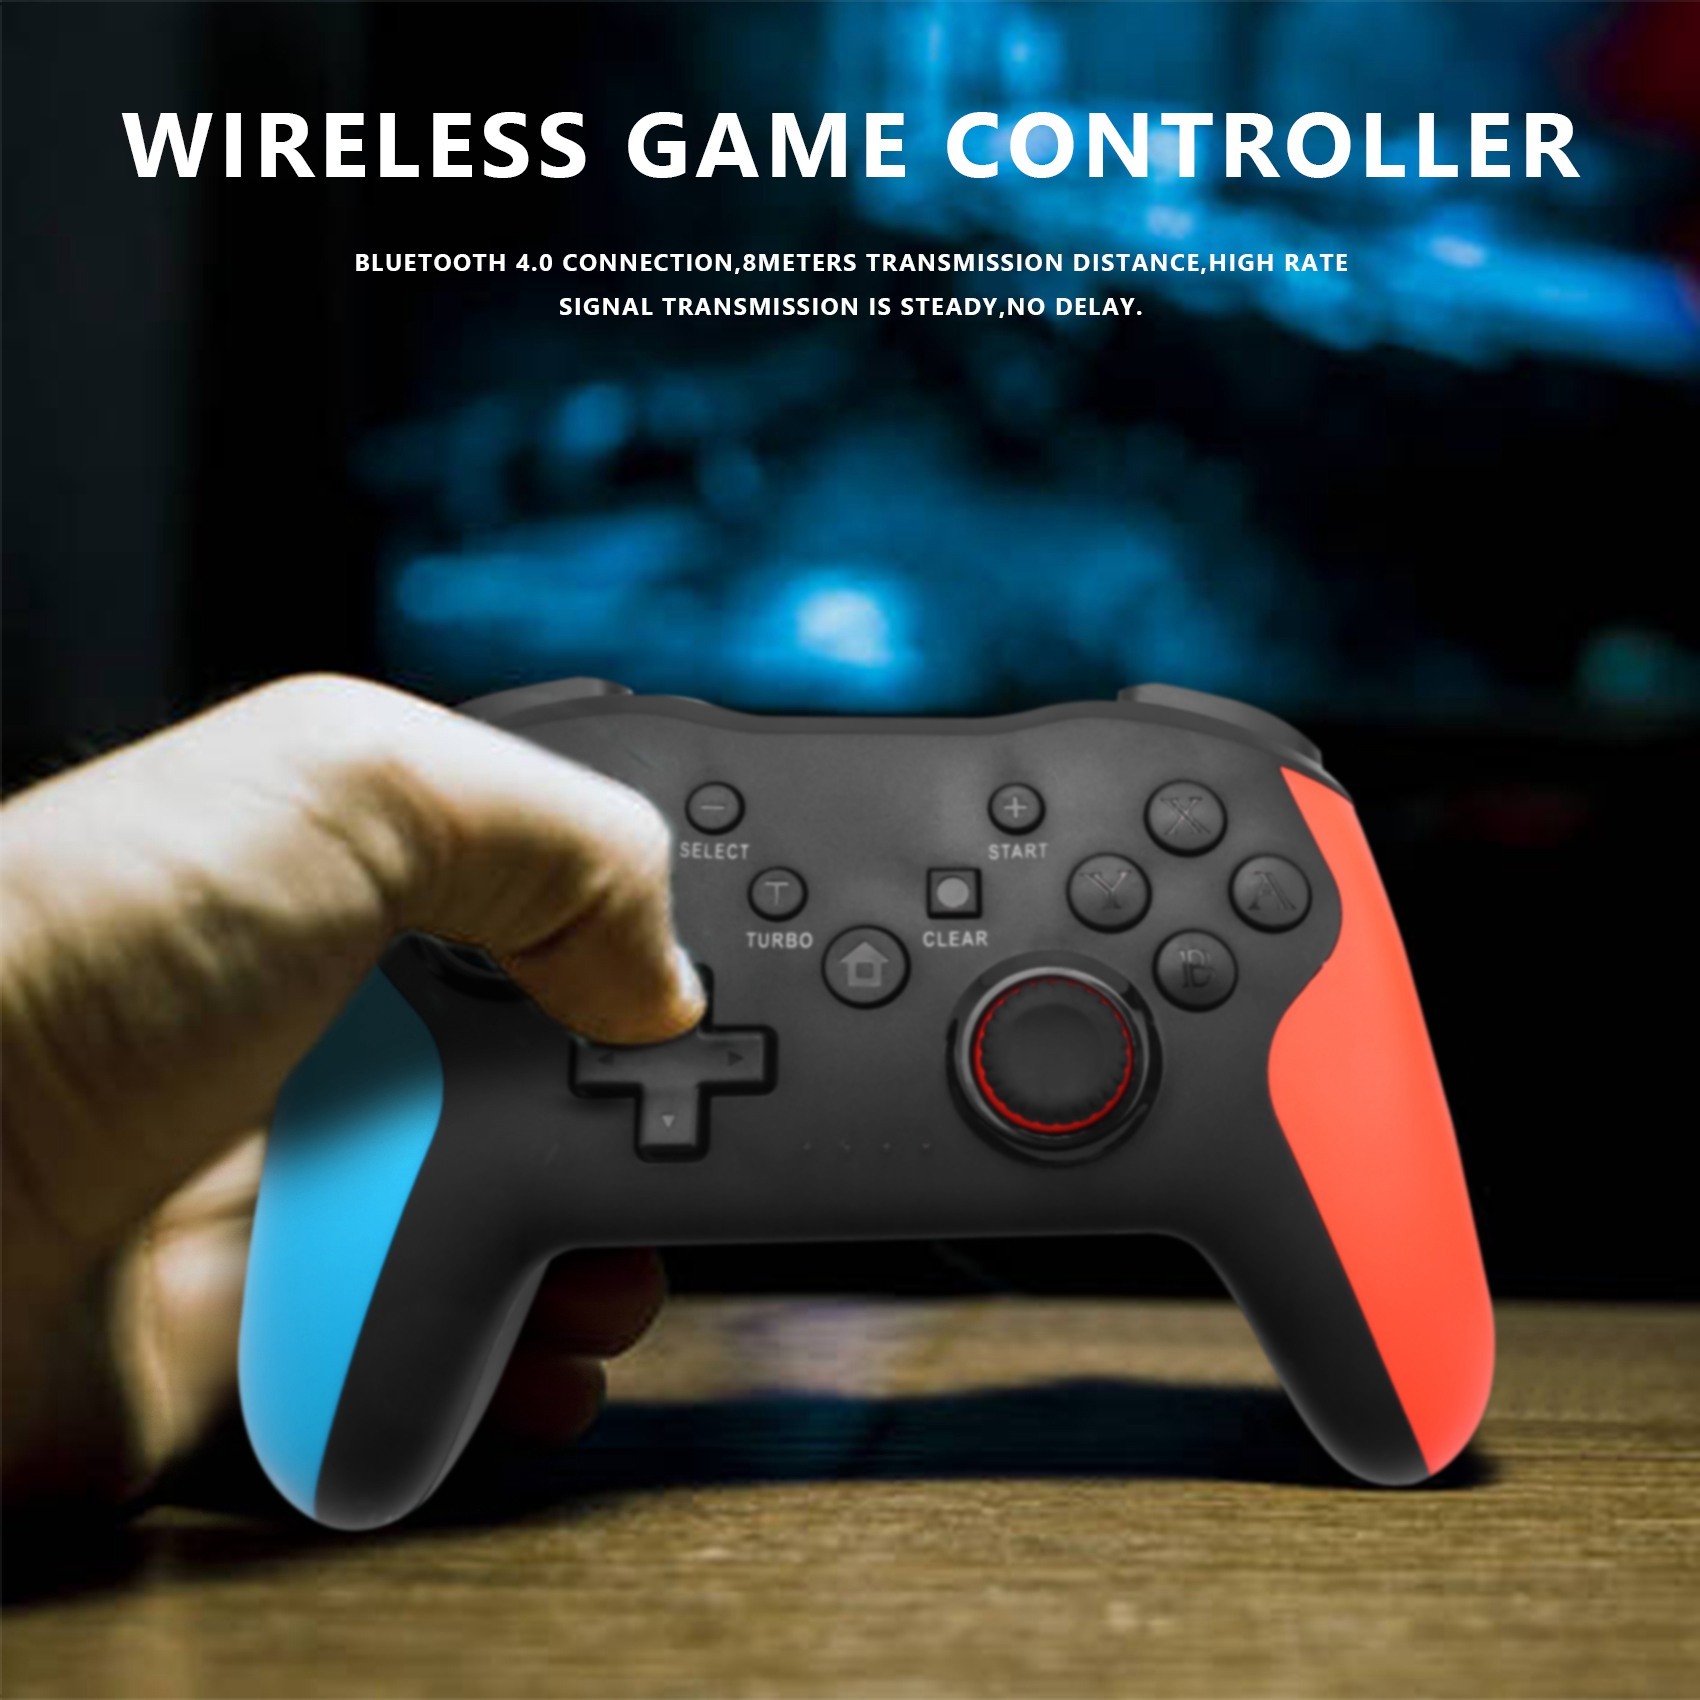 WIRELESS GAME CONTROLLER
BLUETOOTH 4.0 CONNECTION,8METERS TRANSMISSION DISTANCE,HIGH RATE
SIGNAL TRANSMISSION IS STEADY,NO DELAY.
SELECT
START
X
T
Y
A
TURBO
CLEAR
B